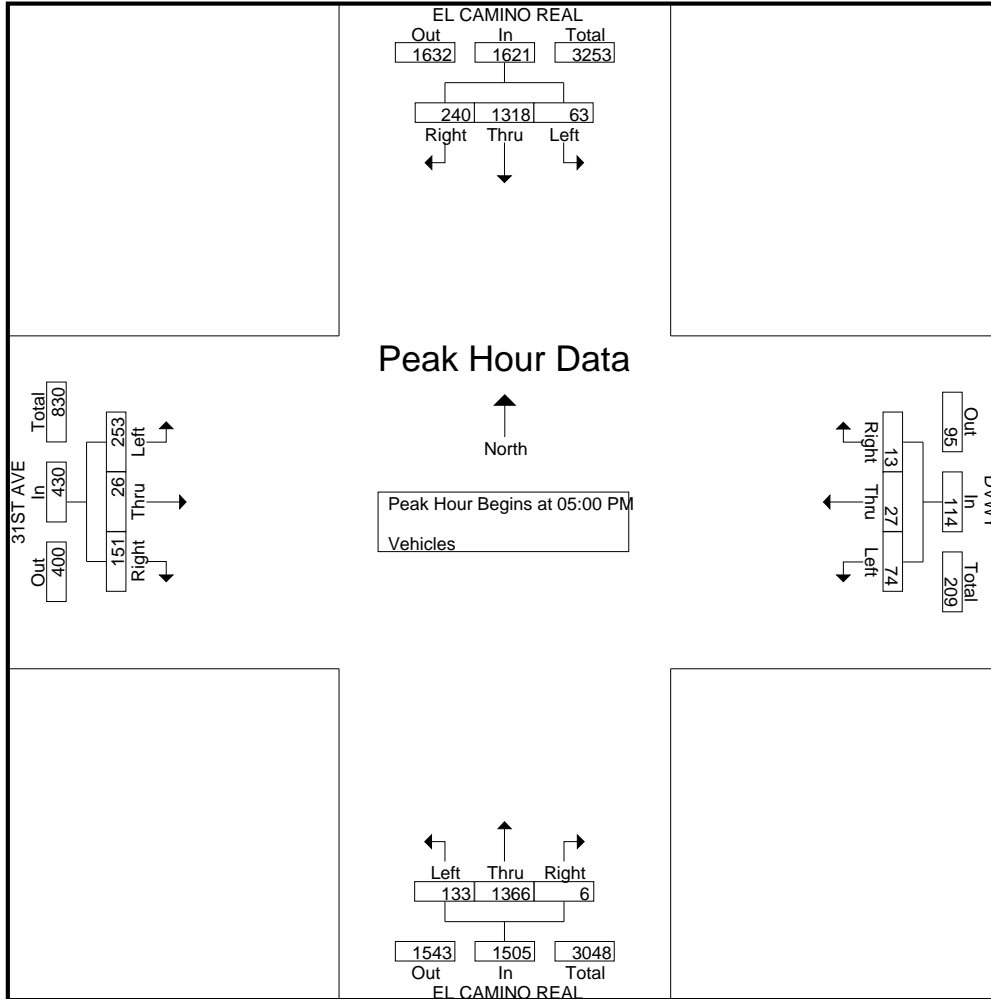 EL CAMINO REAL
Out In Total
1632 1621 3253
240 1318 63
Right Thru Left
Peak Hour Data
North
Peak Hour Begins at 05:00 PM
Vehicles
31ST AVE
Out In Total
400 430 830
Left Thru Right
253 26 151
Out In Total
95 114 209
Right Thru Left
13 27 74
Left Thru Right
133 1366 6
1543 1505 3048
Out In Total
EL CAMINO REAL